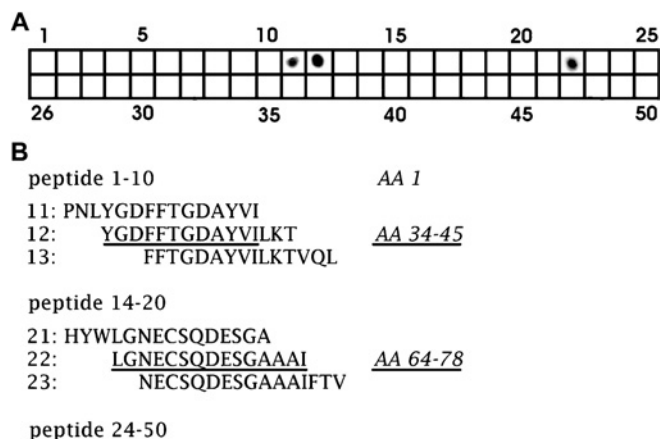 A
1 5 10 15 20 25
26 30 35 40 45 50
B
peptide 1-10 AA 1
11: PNLYGDFFTGDAYVI
12: YGDFFTGDAYVILKT AA 34-45
13: FFTGDAYVILKTVQL
peptide 14-20
21: HYWLGNECSQDESGA
22: LGNECSQDESGAAAI AA 64-78
23: NECSQDESGAAAIFTV
peptide 24-50